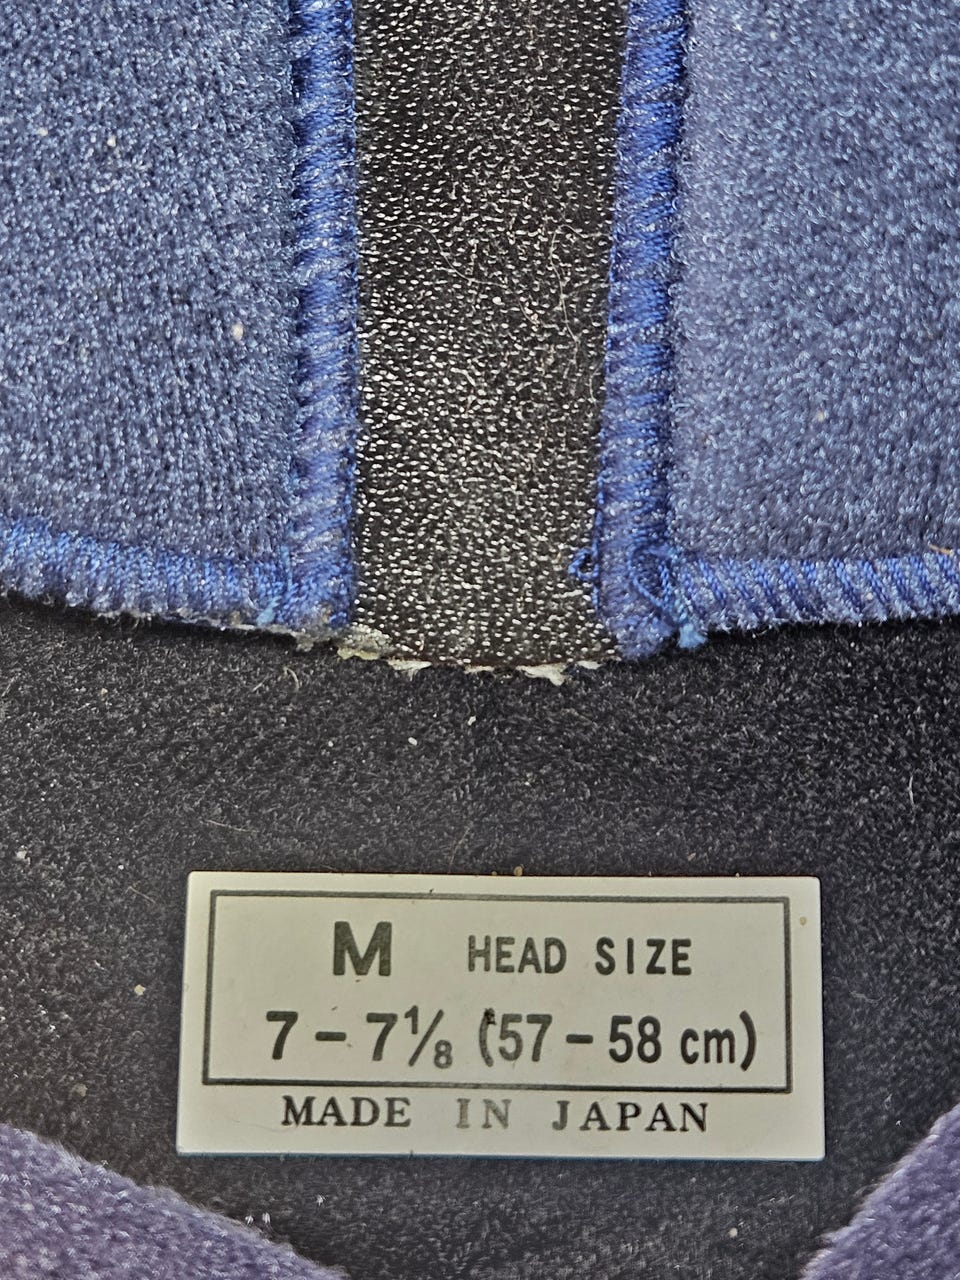 M HEAD SIZE
7 – 7⅛ (57 – 58 cm)
MADE IN JAPAN